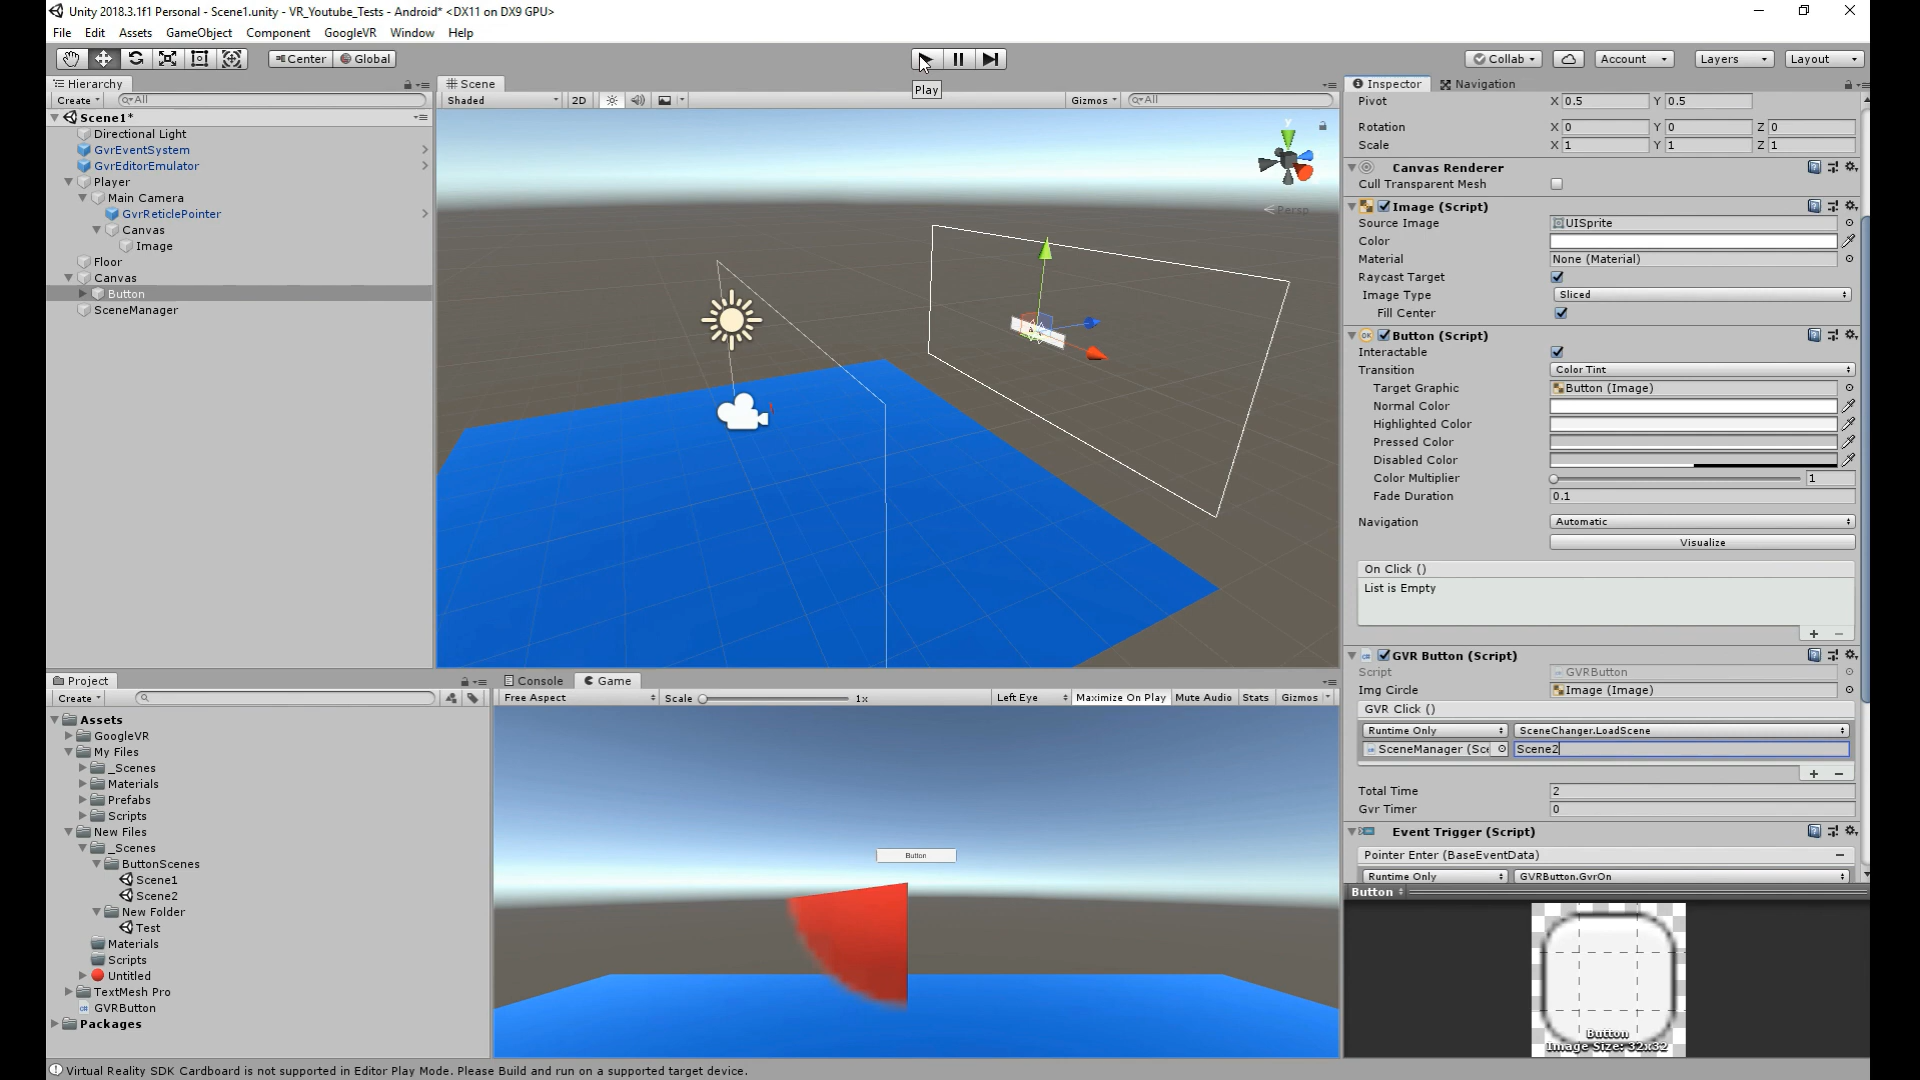 Unity 2018.3.1f1 Personal - Scene1.unity - VR_Youtube_Tests - Android* <DX11 on DX9 GPU>
File Edit Assets GameObject Component GoogleVR Window Help
Center Global Collab Account Layers Layout
Play
Hierarchy
Create All
Scene1*
Directional Light
GvrEventSystem
GvrEditorEmulator
Player
Main Camera
GvrReticlePointer
Canvas
Image
Floor
Canvas
Button
SceneManager
Scene
Shaded 2D Gizmos All
y
Persp
Project
Create
Assets
GoogleVR
My Files
_Scenes
Materials
Prefabs
Scripts
New Files
_Scenes
ButtonScenes
Scene1
Scene2
New Folder
Test
Materials
Scripts
Untitled
TextMesh Pro
GVRButton
Packages
Console Game
Free Aspect Scale 1x Left Eye Maximize On Play Mute Audio Stats Gizmos
Button
Inspector Navigation
Pivot X 0.5 Y 0.5
Rotation X 0 Y 0 Z 0
Scale X 1 Y 1 Z 1
Canvas Renderer
Cull Transparent Mesh
Image (Script)
Source Image UISprite
Color
Material None (Material)
Raycast Target
Image Type Sliced
Fill Center
Button (Script)
Interactable
Transition Color Tint
Target Graphic Button (Image)
Normal Color
Highlighted Color
Pressed Color
Disabled Color
Color Multiplier 1
Fade Duration 0.1
Navigation Automatic
Visualize
On Click ()
List is Empty
GVR Button (Script)
Script GVRButton
Img Circle Image (Image)
GVR Click ()
Runtime Only SceneChanger.LoadScene
SceneManager (Sce Scene2
Total Time 2
Gvr Timer 0
Event Trigger (Script)
Pointer Enter (BaseEventData)
Runtime Only GVRButton.GvrOn
Button
Button
Image Size: 32x32
Virtual Reality SDK Cardboard is not supported in Editor Play Mode. Please Build and run on a supported target device.